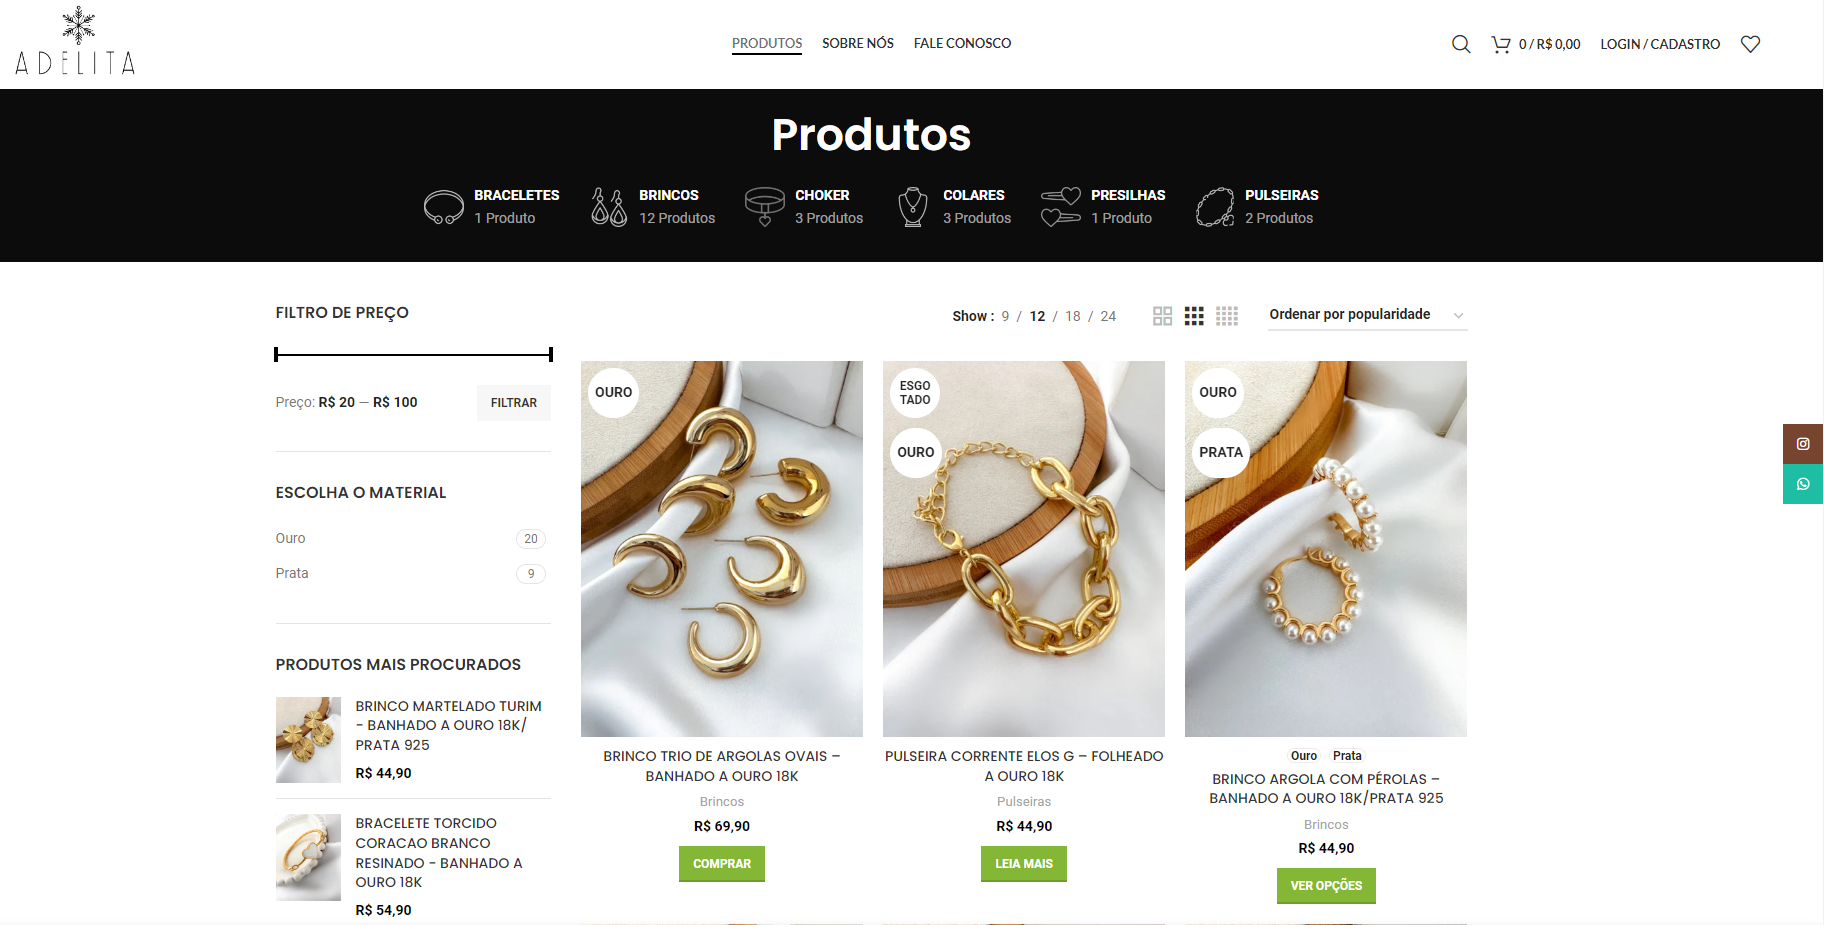 ADELITA
PRODUTOS SOBRE NÓS FALE CONOSCO
0 / R$ 0,00 LOGIN / CADASTRO
Produtos
BRACELETES
1 Produto
BRINCOS
12 Produtos
CHOKER
3 Produtos
COLARES
3 Produtos
PRESILHAS
1 Produto
PULSEIRAS
2 Produtos
FILTRO DE PREÇO
Preço: R$ 20 — R$ 100
FILTRAR
ESCOLHA O MATERIAL
Ouro 20
Prata 9
PRODUTOS MAIS PROCURADOS
BRINCO MARTELADO TURIM
- BANHADO A OURO 18K/
PRATA 925
R$ 44,90
BRACELETE TORCIDO
CORACAO BRANCO
RESINADO - BANHADO A
OURO 18K
R$ 54,90
Show : 9 / 12 / 18 / 24
Ordenar por popularidade
OURO
BRINCO TRIO DE ARGOLAS OVAIS –
BANHADO A OURO 18K
Brincos
R$ 69,90
COMPRAR
ESGO
TADO
OURO
PULSEIRA CORRENTE ELOS G – FOLHEADO
A OURO 18K
Pulseiras
R$ 44,90
LEIA MAIS
OURO
PRATA
Ouro Prata
BRINCO ARGOLA COM PÉROLAS –
BANHADO A OURO 18K/PRATA 925
Brincos
R$ 44,90
VER OPÇÕES